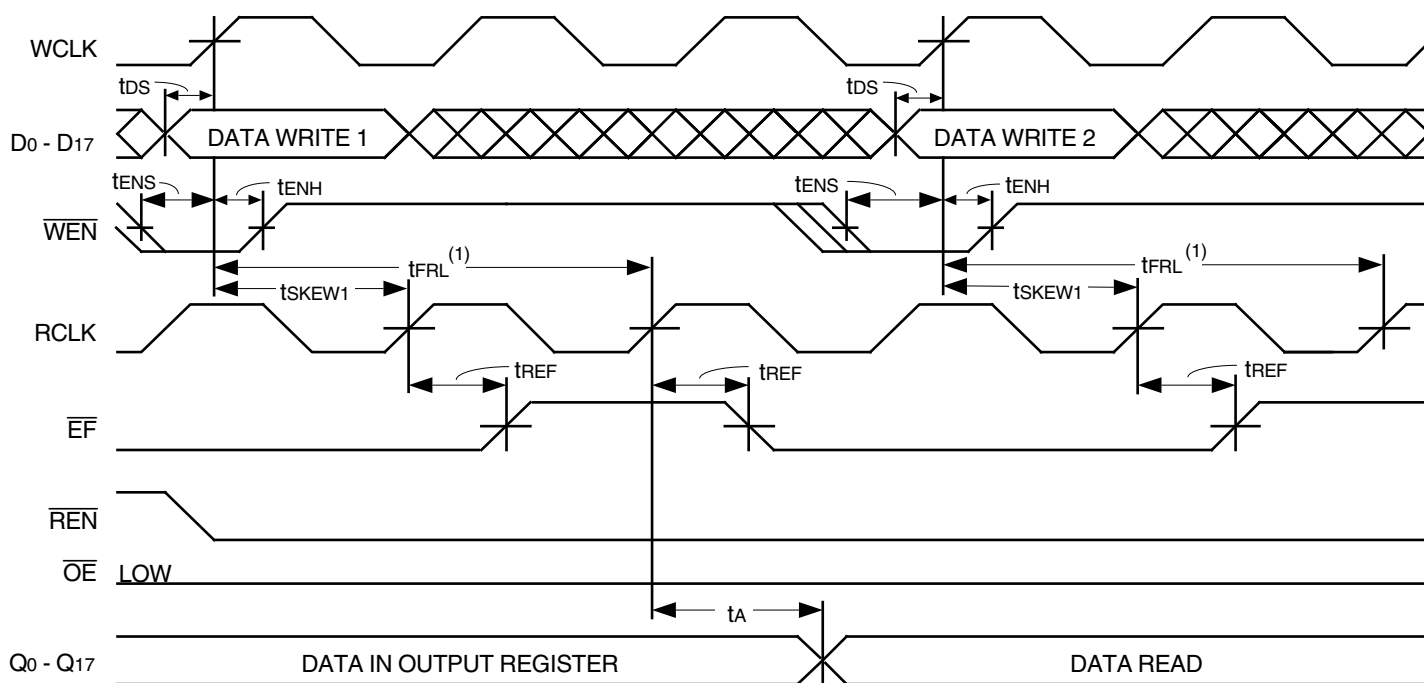 WCLK
tDS
tDS
D0 - D17
DATA WRITE 1
DATA WRITE 2
tENS
tENH
tENS
tENH
WEN
tFRL(1)
tFRL(1)
tSKEW1
tSKEW1
RCLK
tREF
tREF
tREF
EF
REN
OE
LOW
tA
Q0 - Q17
DATA IN OUTPUT REGISTER
DATA READ